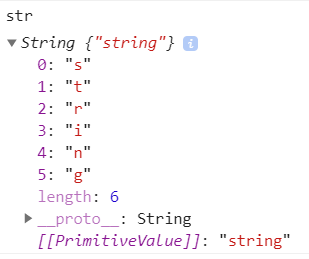 str
▼ String {"string"} i
0: "s"
1: "t"
2: "r"
3: "i"
4: "n"
5: "g"
length: 6
▶ __proto__: String
[[PrimitiveValue]]: "string"